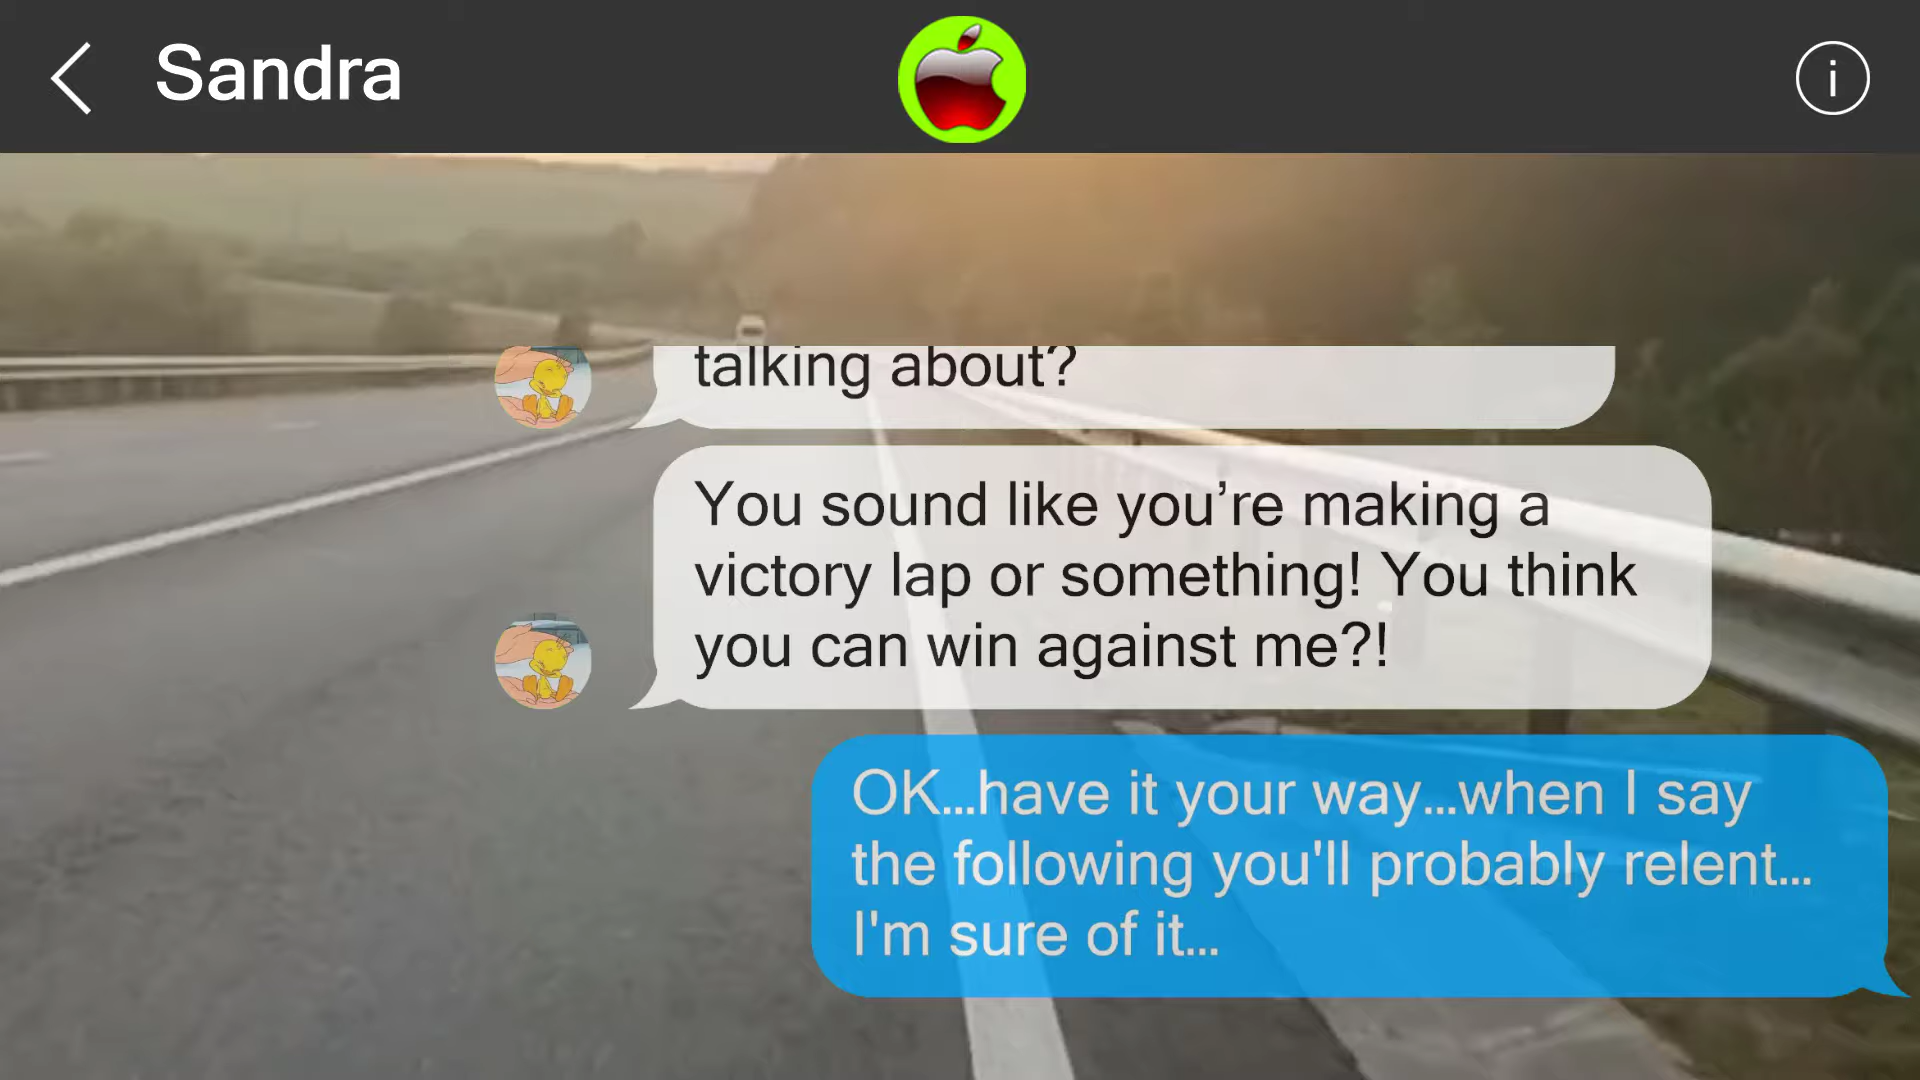 Sandra
talking about?
You sound like you’re making a
victory lap or something! You think
you can win against me?!
OK...have it your way...when I say
the following you'll probably relent...
I'm sure of it...